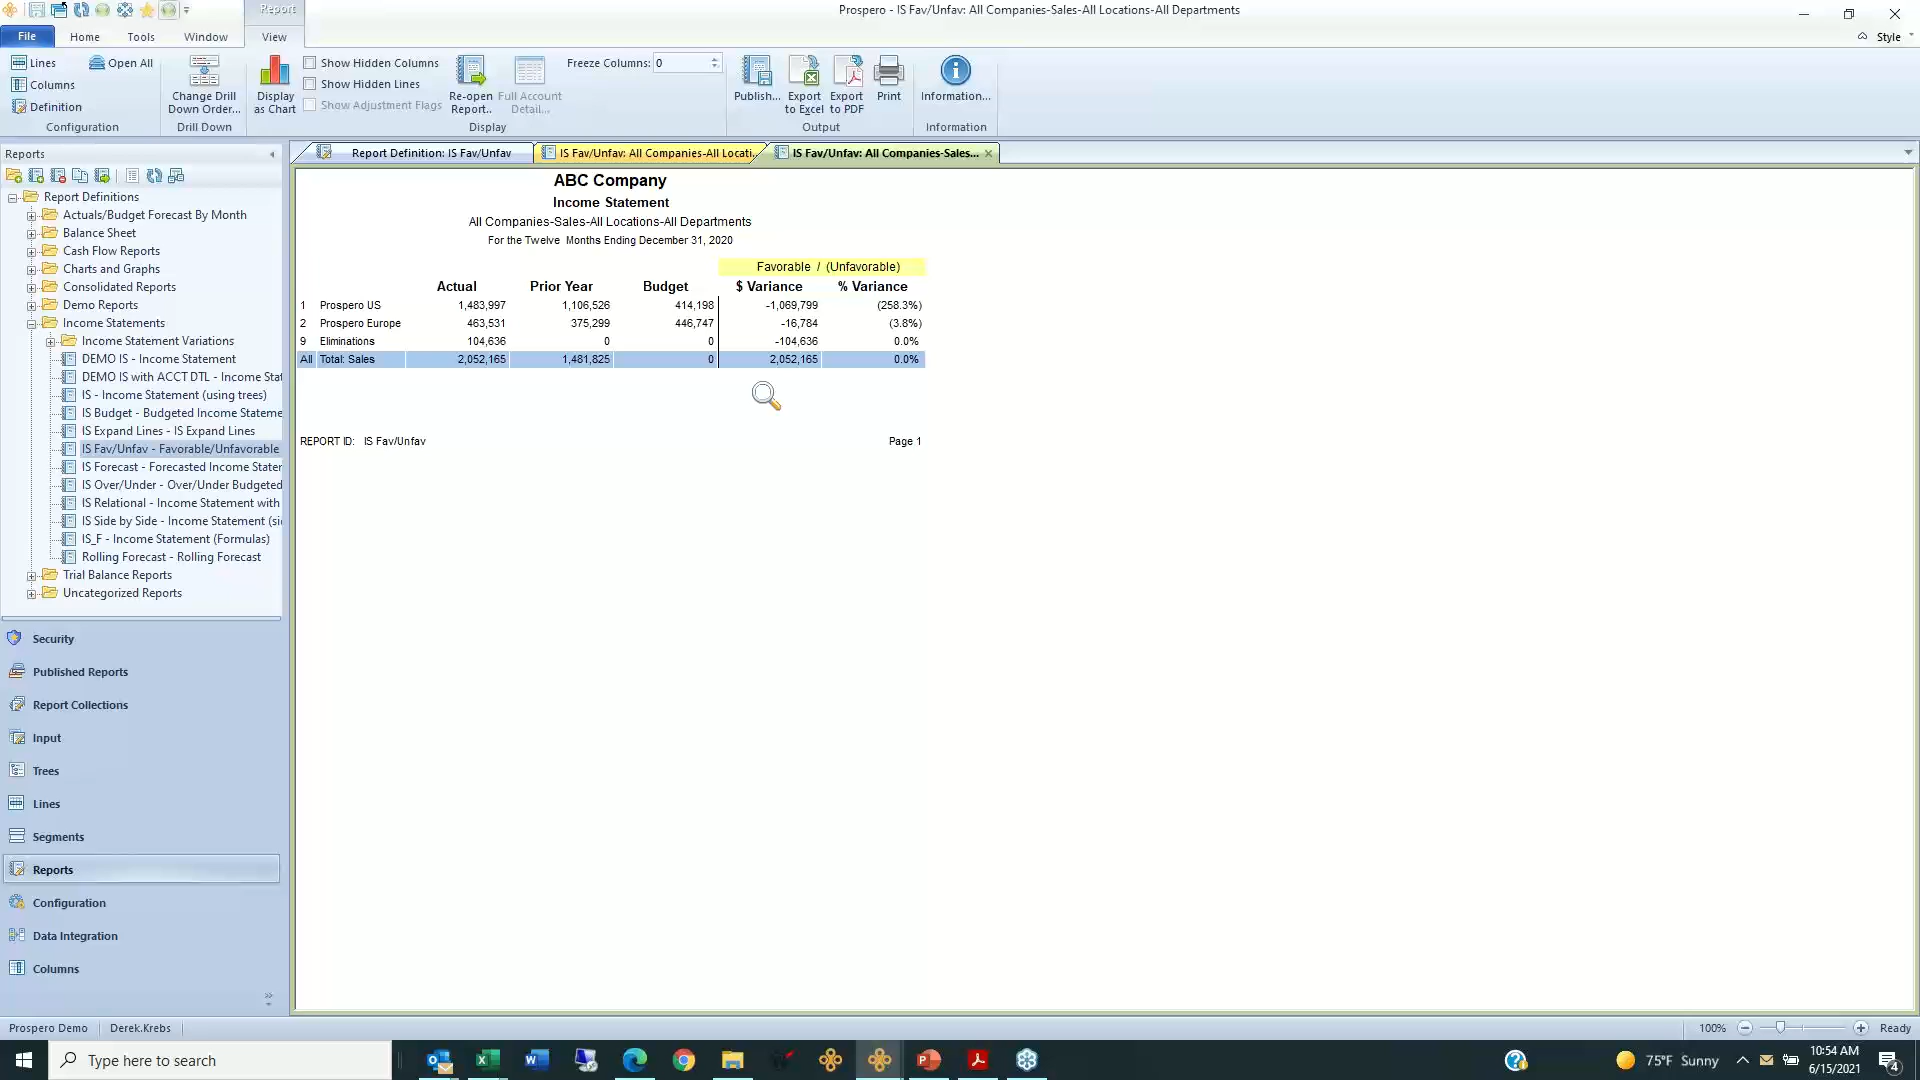 Report
Prospero - IS Fav/Unfav: All Companies-Sales-All Locations-All Departments
File Home Tools Window View Style
Lines Open All
Columns
Definition
Configuration
Change Drill Down Order...
Drill Down
Display as Chart
Show Hidden Columns
Show Hidden Lines
Show Adjustment Flags
Re-open Report..
Full Account Detail...
Freeze Columns: 0
Display
Publish...
Export to Excel
Export to PDF
Print
Output
Information...
Information
Reports
Report Definition: IS Fav/Unfav
IS Fav/Unfav: All Companies-All Locati..
IS Fav/Unfav: All Companies-Sales...
Report Definitions
Actuals/Budget Forecast By Month
Balance Sheet
Cash Flow Reports
Charts and Graphs
Consolidated Reports
Demo Reports
Income Statements
Income Statement Variations
DEMO IS - Income Statement
DEMO IS with ACCT DTL - Income Stat
IS - Income Statement (using trees)
IS Budget - Budgeted Income Stateme
IS Expand Lines - IS Expand Lines
IS Fav/Unfav - Favorable/Unfavorable
IS Forecast - Forecasted Income Stater
IS Over/Under - Over/Under Budgeted
IS Relational - Income Statement with
IS Side by Side - Income Statement (si
IS_F - Income Statement (Formulas)
Rolling Forecast - Rolling Forecast
Trial Balance Reports
Uncategorized Reports
Security
Published Reports
Report Collections
Input
Trees
Lines
Segments
Reports
Configuration
Data Integration
Columns
ABC Company
Income Statement
All Companies-Sales-All Locations-All Departments
For the Twelve Months Ending December 31, 2020
Favorable / (Unfavorable)
Actual Prior Year Budget $ Variance % Variance
1 Prospero US 1,483,997 1,106,526 414,198 -1,069,799 (258.3%)
2 Prospero Europe 463,531 375,299 446,747 -16,784 (3.8%)
9 Eliminations 104,636 0 0 -104,636 0.0%
All Total: Sales 2,052,165 1,481,825 0 2,052,165 0.0%
REPORT ID: IS Fav/Unfav Page 1
Prospero Demo Derek.Krebs 100% Ready
Type here to search
75°F Sunny
10:54 AM
6/15/2021
4